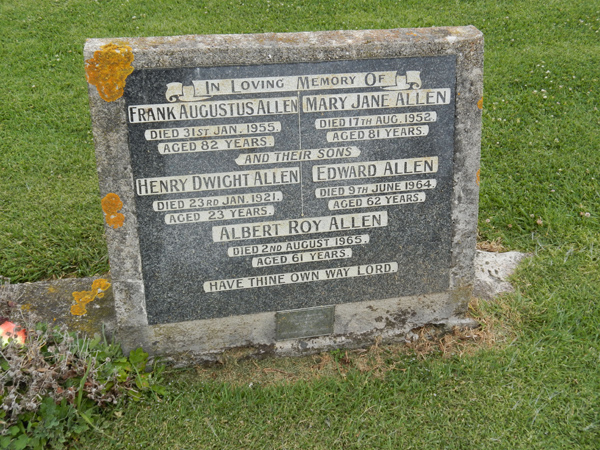 IN LOVING MEMORY OF
FRANK AUGUSTUS ALLEN
DIED 31ST JAN. 1955.
AGED 82 YEARS.
MARY JANE ALLEN
DIED 17TH AUG. 1952.
AGED 81 YEARS.
AND THEIR SONS
HENRY DWIGHT ALLEN
DIED 23RD JAN. 1921.
AGED 23 YEARS.
EDWARD ALLEN
DIED 9TH JUNE 1964.
AGED 62 YEARS.
ALBERT ROY ALLEN
DIED 2ND AUGUST 1965.
AGED 61 YEARS.
HAVE THINE OWN WAY LORD.